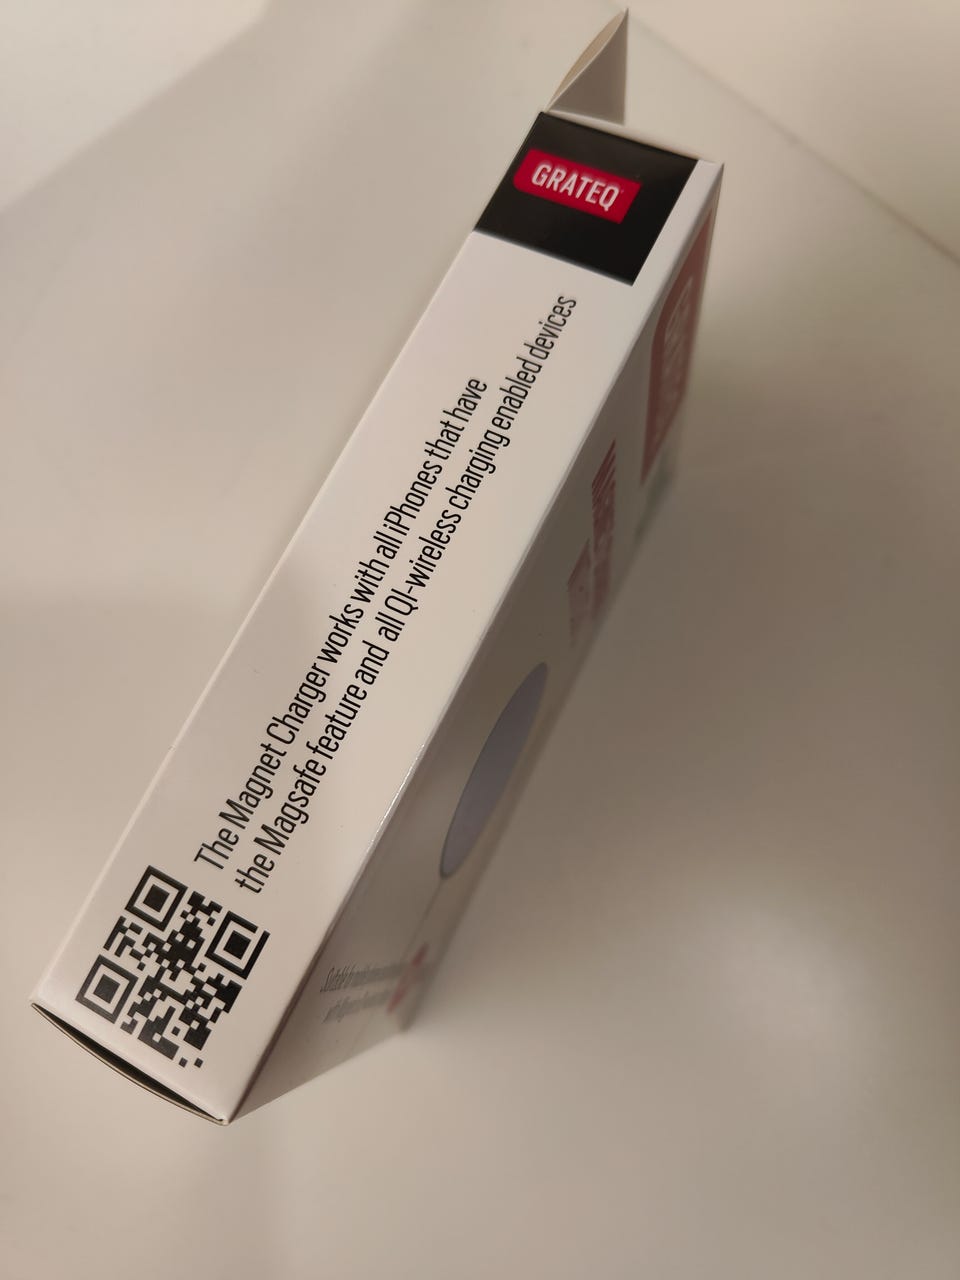 GRATEQ
The Magnet Charger works with all iPhones that have
the Magsafe feature and all QI-wireless charging enabled devices